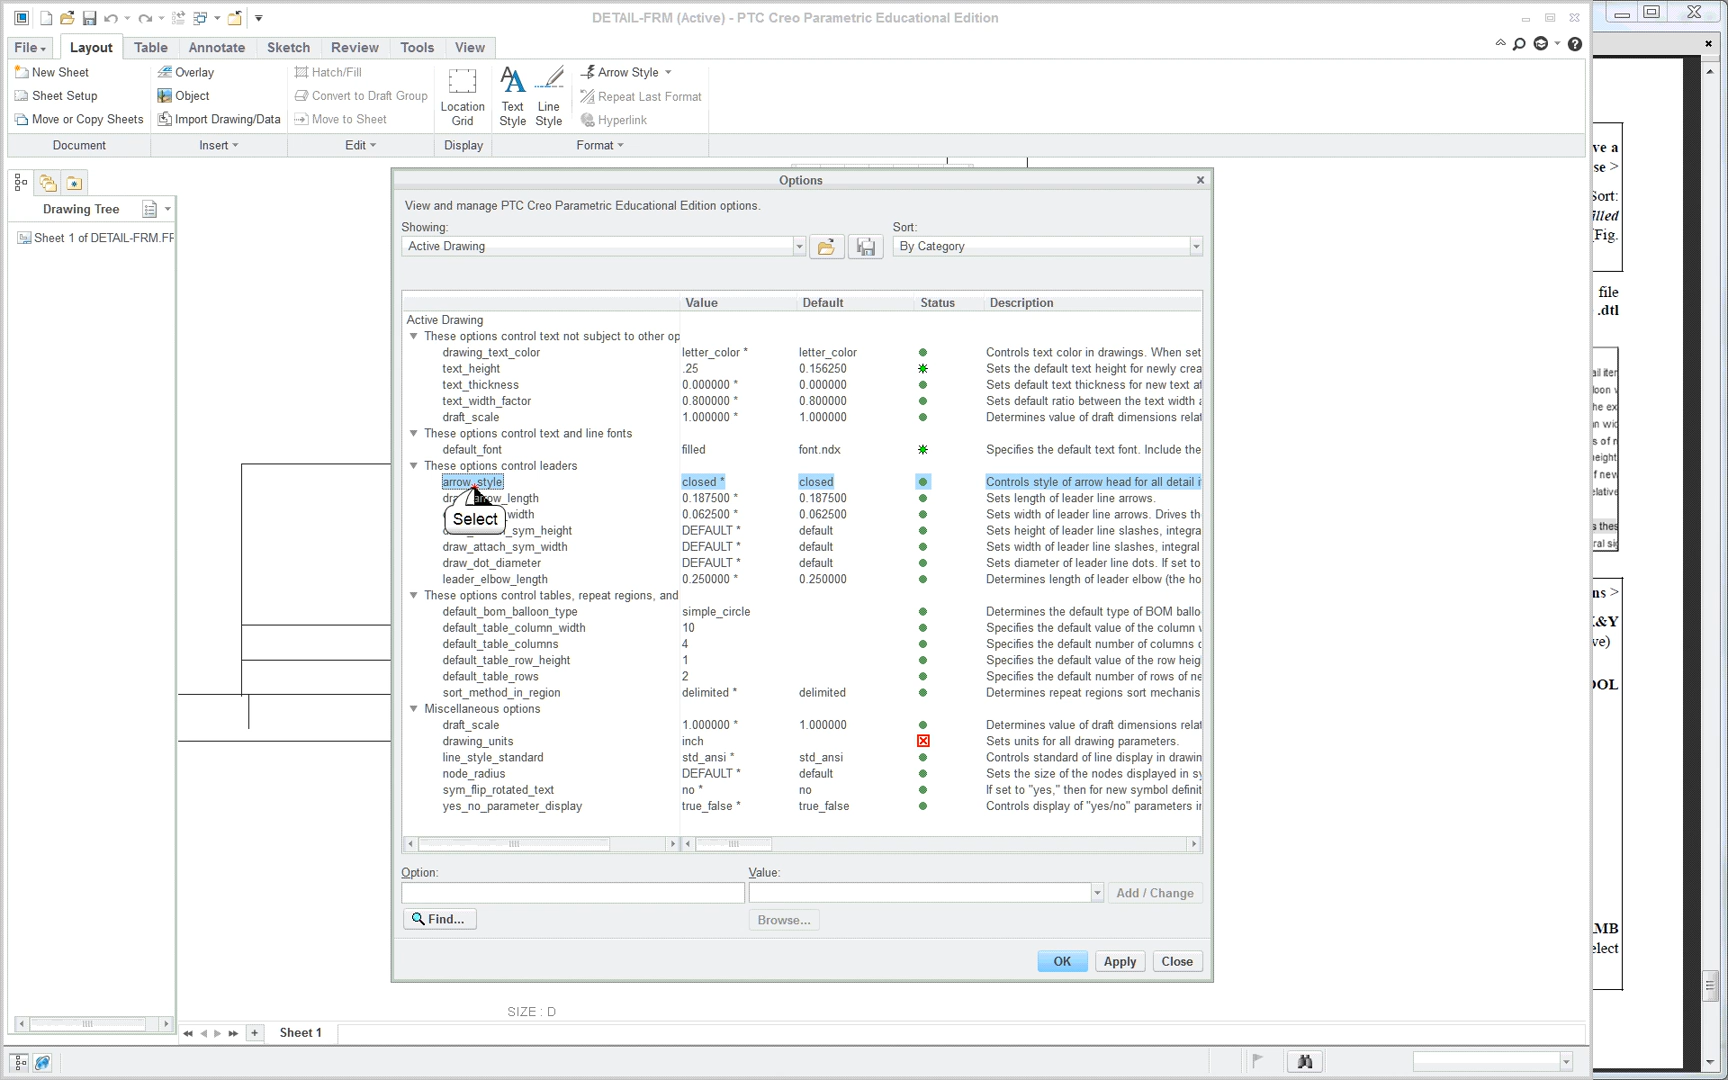 DETAIL-FRM (Active) - PTC Creo Parametric Educational Edition
File Layout Table Annotate Sketch Review Tools View
New Sheet
Sheet Setup
Move or Copy Sheets
Document
Overlay
Object
Import Drawing/Data
Insert
Hatch/Fill
Convert to Draft Group
Move to Sheet
Edit
Location
Grid
Display
Text
Style
Line
Style
Arrow Style
Repeat Last Format
Hyperlink
Format
Drawing Tree
Sheet 1 of DETAIL-FRM.FF
Options
View and manage PTC Creo Parametric Educational Edition options.
Showing:
Active Drawing
Sort:
By Category
Value Default Status Description
Active Drawing
These options control text not subject to other op
drawing_text_color letter_color * letter_color Controls text color in drawings. When set
text_height .25 0.156250 Sets the default text height for newly crea
text_thickness 0.000000 * 0.000000 Sets default text thickness for new text af
text_width_factor 0.800000 * 0.800000 Sets default ratio between the text width a
draft_scale 1.000000 * 1.000000 Determines value of draft dimensions relat
These options control text and line fonts
default_font filled font.ndx Specifies the default text font. Include the
These options control leaders
arrow_style closed * closed Controls style of arrow head for all detail i
arrow_length 0.187500 * 0.187500 Sets length of leader line arrows.
width 0.062500 * 0.062500 Sets width of leader line arrows. Drives th
Select
sym_height DEFAULT * default Sets height of leader line slashes, integra
draw_attach_sym_width DEFAULT * default Sets width of leader line slashes, integral
draw_dot_diameter DEFAULT * default Sets diameter of leader line dots. If set to
leader_elbow_length 0.250000 * 0.250000 Determines length of leader elbow (the ho
These options control tables, repeat regions, and
default_bom_balloon_type simple_circle Determines the default type of BOM ballo
default_table_column_width 10 Specifies the default value of the column
default_table_columns 4 Specifies the default number of columns
default_table_row_height 1 Specifies the default value of the row heig
default_table_rows 2 Specifies the default number of rows of ne
sort_method_in_region delimited * delimited Determines repeat regions sort mechanis
Miscellaneous options
draft_scale 1.000000 * 1.000000 Determines value of draft dimensions relat
drawing_units inch Sets units for all drawing parameters.
line_style_standard std_ansi * std_ansi Controls standard of line display in drawin
node_radius DEFAULT * default Sets the size of the nodes displayed in sy
sym_flip_rotated_text no * no If set to "yes," then for new symbol definit
yes_no_parameter_display true_false * true_false Controls display of "yes/no" parameters i
Option:
Value:
Add / Change
Find...
Browse...
OK Apply Close
SIZE : D
Sheet 1
ve a
se >
Sort:
illed
(Fig.
file
.dtl
ns >
&Y
ve)
OOL
MB
elect